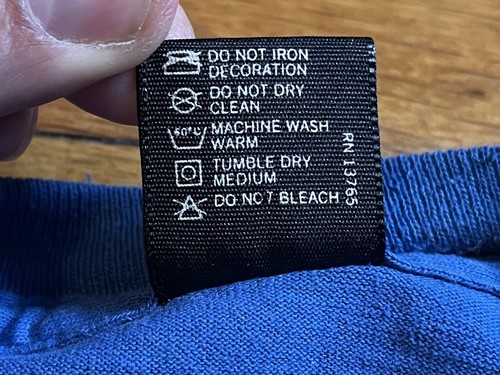 DO NOT IRON
DECORATION
DO NOT DRY
CLEAN
60°C
MACHINE WASH
WARM
TUMBLE DRY
MEDIUM
DO NOT BLEACH
RN 13765